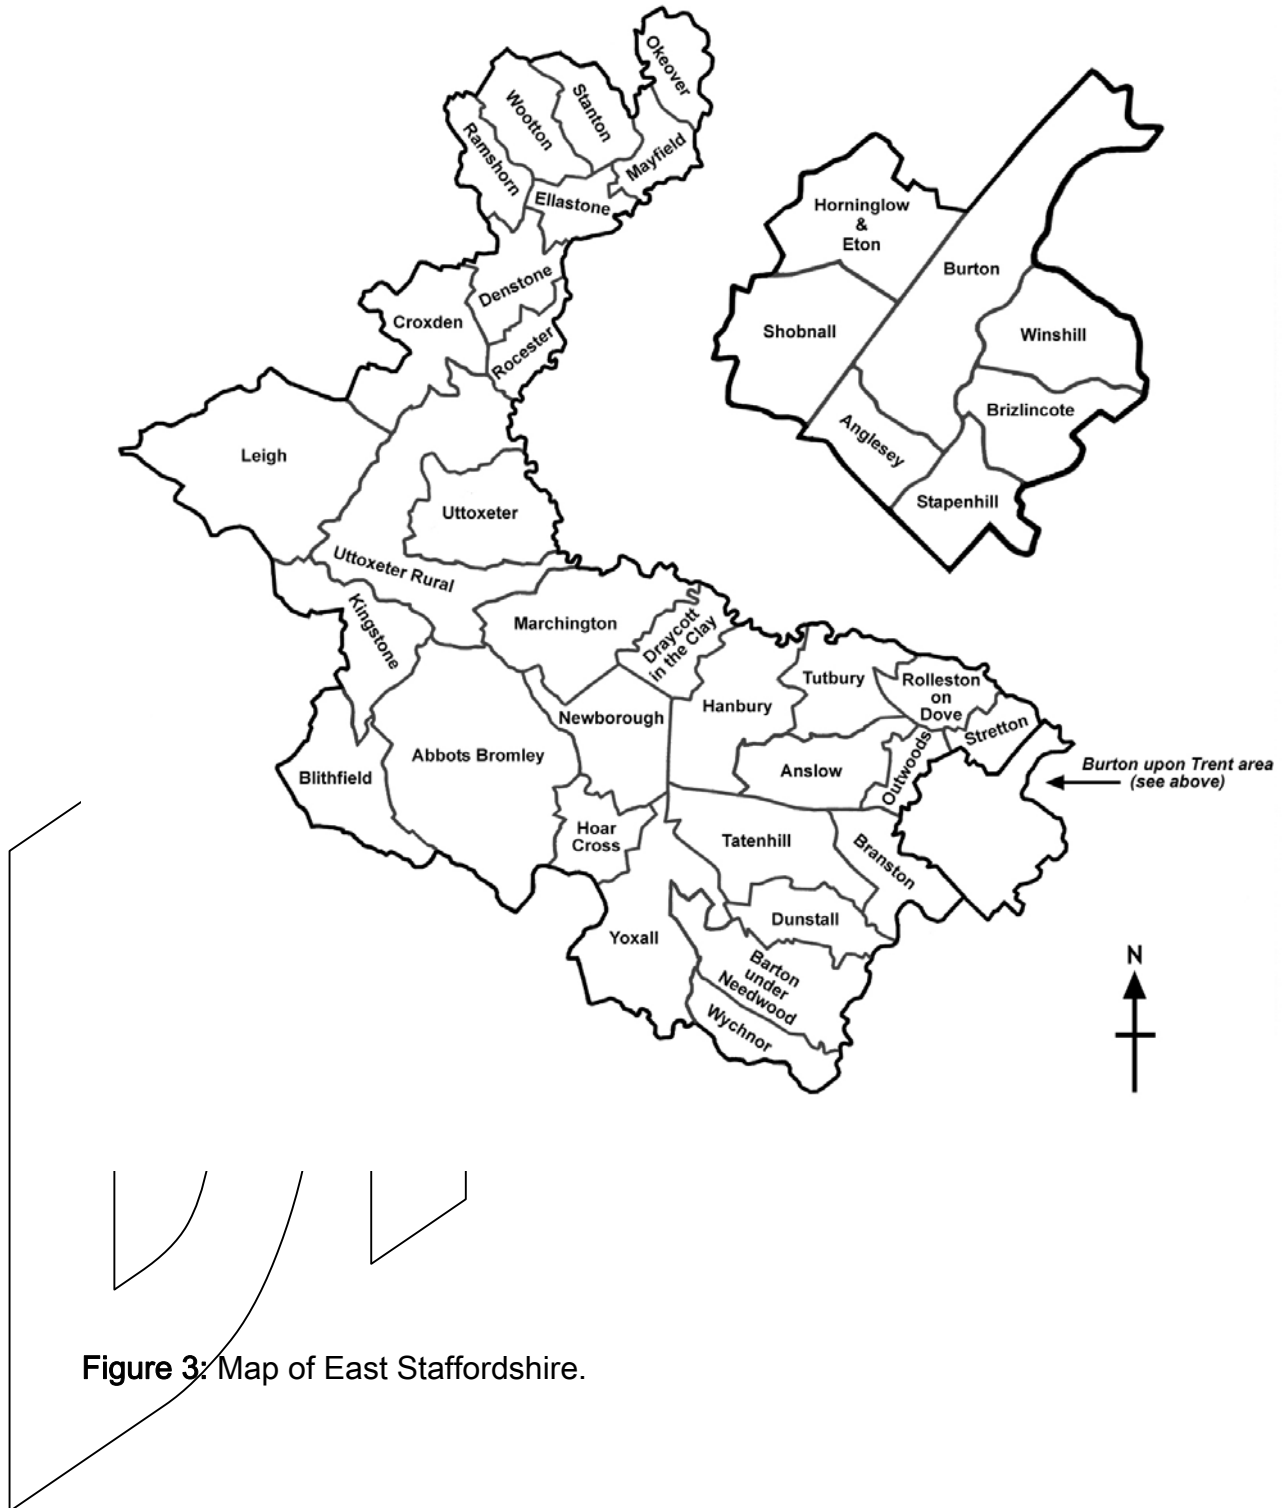 Okeover
Wootton
Stanton
Ramshorn
Mayfield
Ellastone
Denstone
Croxden
Rocester
Leigh
Uttoxeter
Uttoxeter Rural
Kingstone
Marchington
Draycott
in the Clay
Newborough
Hanbury
Tutbury
Rolleston
on
Dove
Stretton
Abbots Bromley
Blithfield
Anslow
Outwoods
Hoar
Cross
Tatenhill
Branston
Yoxall
Dunstall
Barton
under
Needwood
Wychnor
Horninglow
&
Eton
Burton
Shobnall
Winshill
Brizlincote
Anglesey
Stapenhill
Burton upon Trent area
(see above)
N
Figure 3: Map of East Staffordshire.